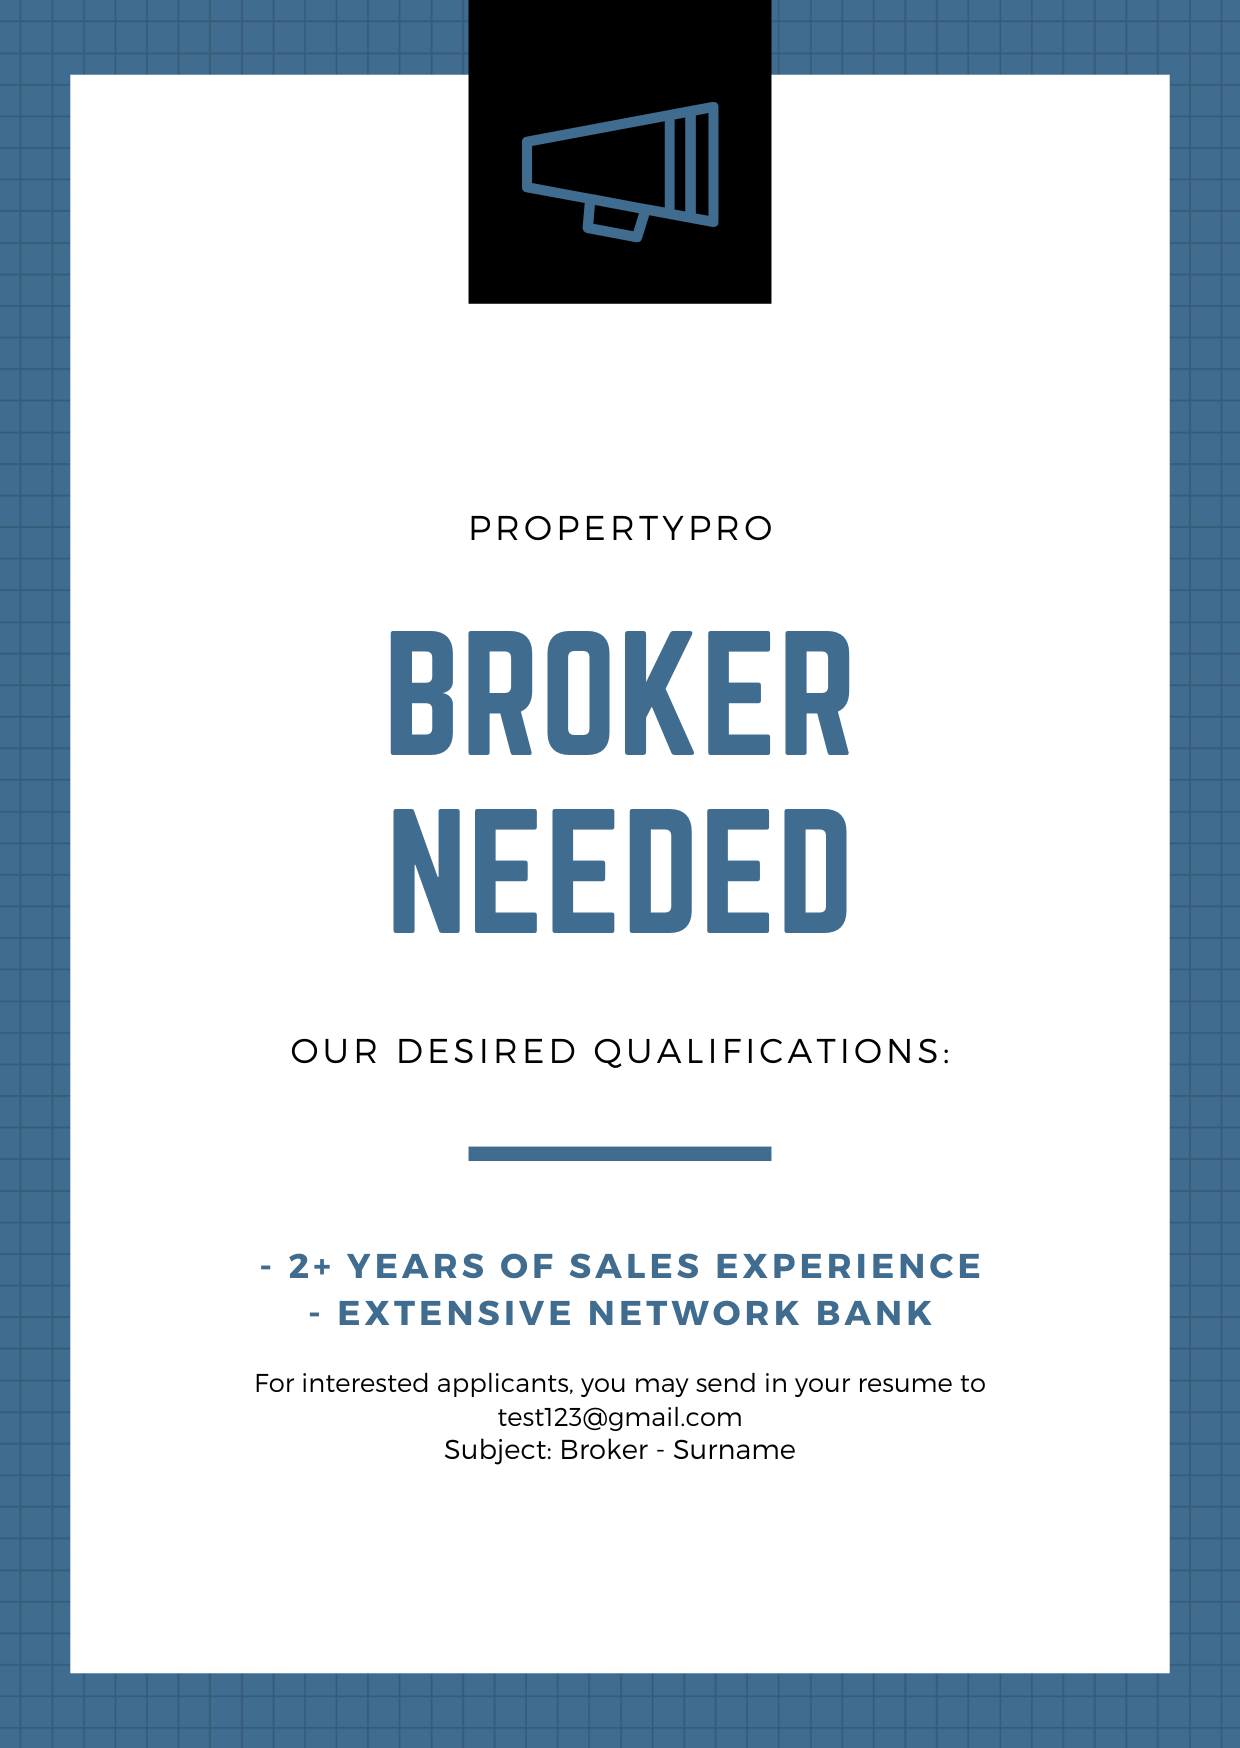 PROPERTYPRO
BROKER
NEEDED
OUR DESIRED QUALIFICATIONS:
- 2+ YEARS OF SALES EXPERIENCE
- EXTENSIVE NETWORK BANK
For interested applicants, you may send in your resume to
test123@gmail.com
Subject: Broker - Surname